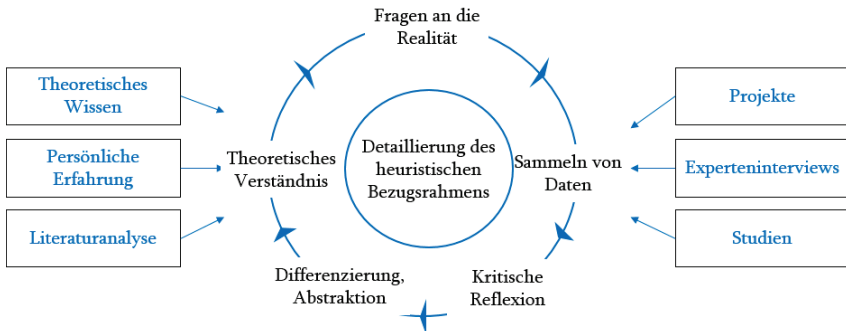 Fragen an die
Realität
Theoretisches
Wissen
Persönliche
Erfahrung
Literaturanalyse
Theoretisches
Verständnis
Detaillierung des
heuristischen
Bezugsrahmens
Sammeln von
Daten
Projekte
Experteninterviews
Studien
Differenzierung,
Abstraktion
Kritische
Reflexion